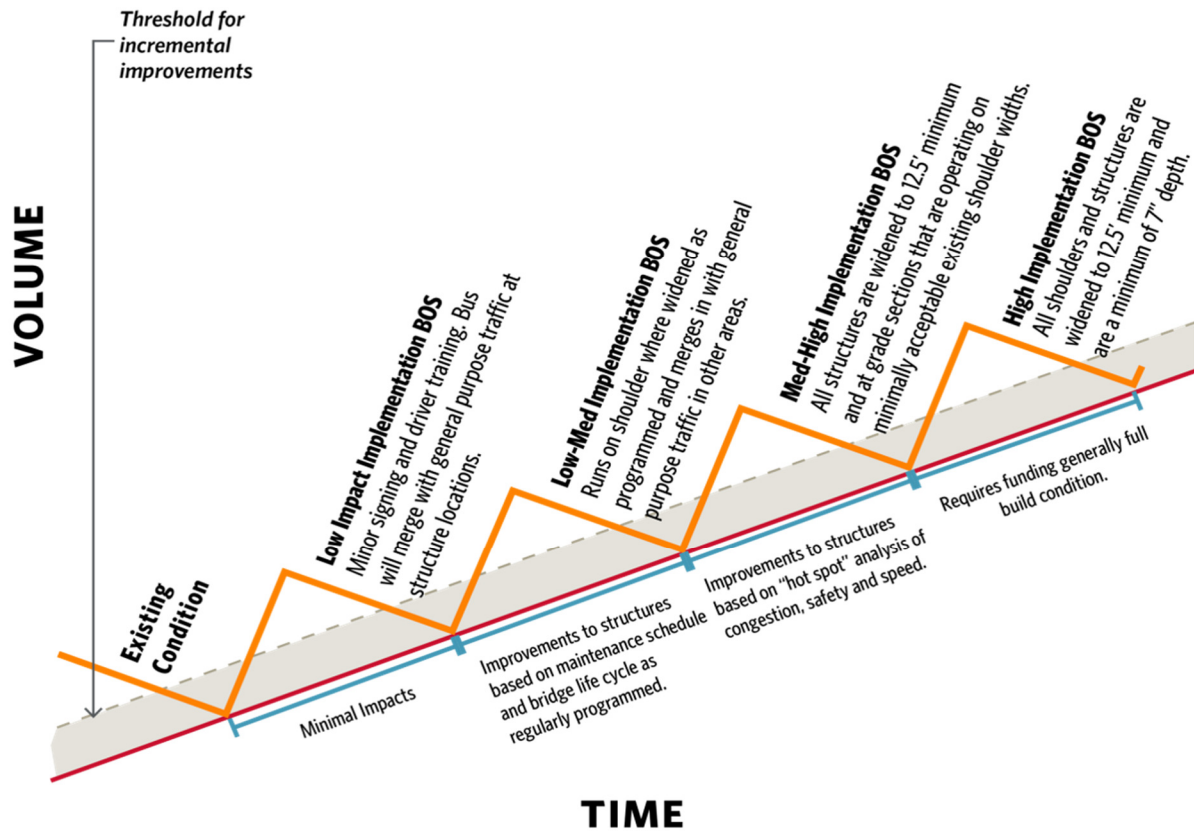 Threshold for
incremental
improvements
VOLUME
Existing
Condition
Low Impact Implementation BOS
Minor signing and driver training. Bus
will merge with general purpose traffic at
structure locations.
Low-Med Implementation BOS
Runs on shoulder where widened as
programmed and merges in with general
purpose traffic in other areas.
Med-High Implementation BOS
All structures are widened to 12.5' minimum
and at grade sections that are operating on
minimally acceptable existing shoulder widths.
High Implementation BOS
All shoulders and structures are
widened to 12.5' minimum and
are a minimum of 7" depth.
Minimal Impacts
Improvements to structures
based on maintenance schedule
and bridge life cycle as
regularly programmed.
Improvements to structures
based on "hot spot" analysis of
congestion, safety and speed.
Requires funding generally full
build condition.
TIME